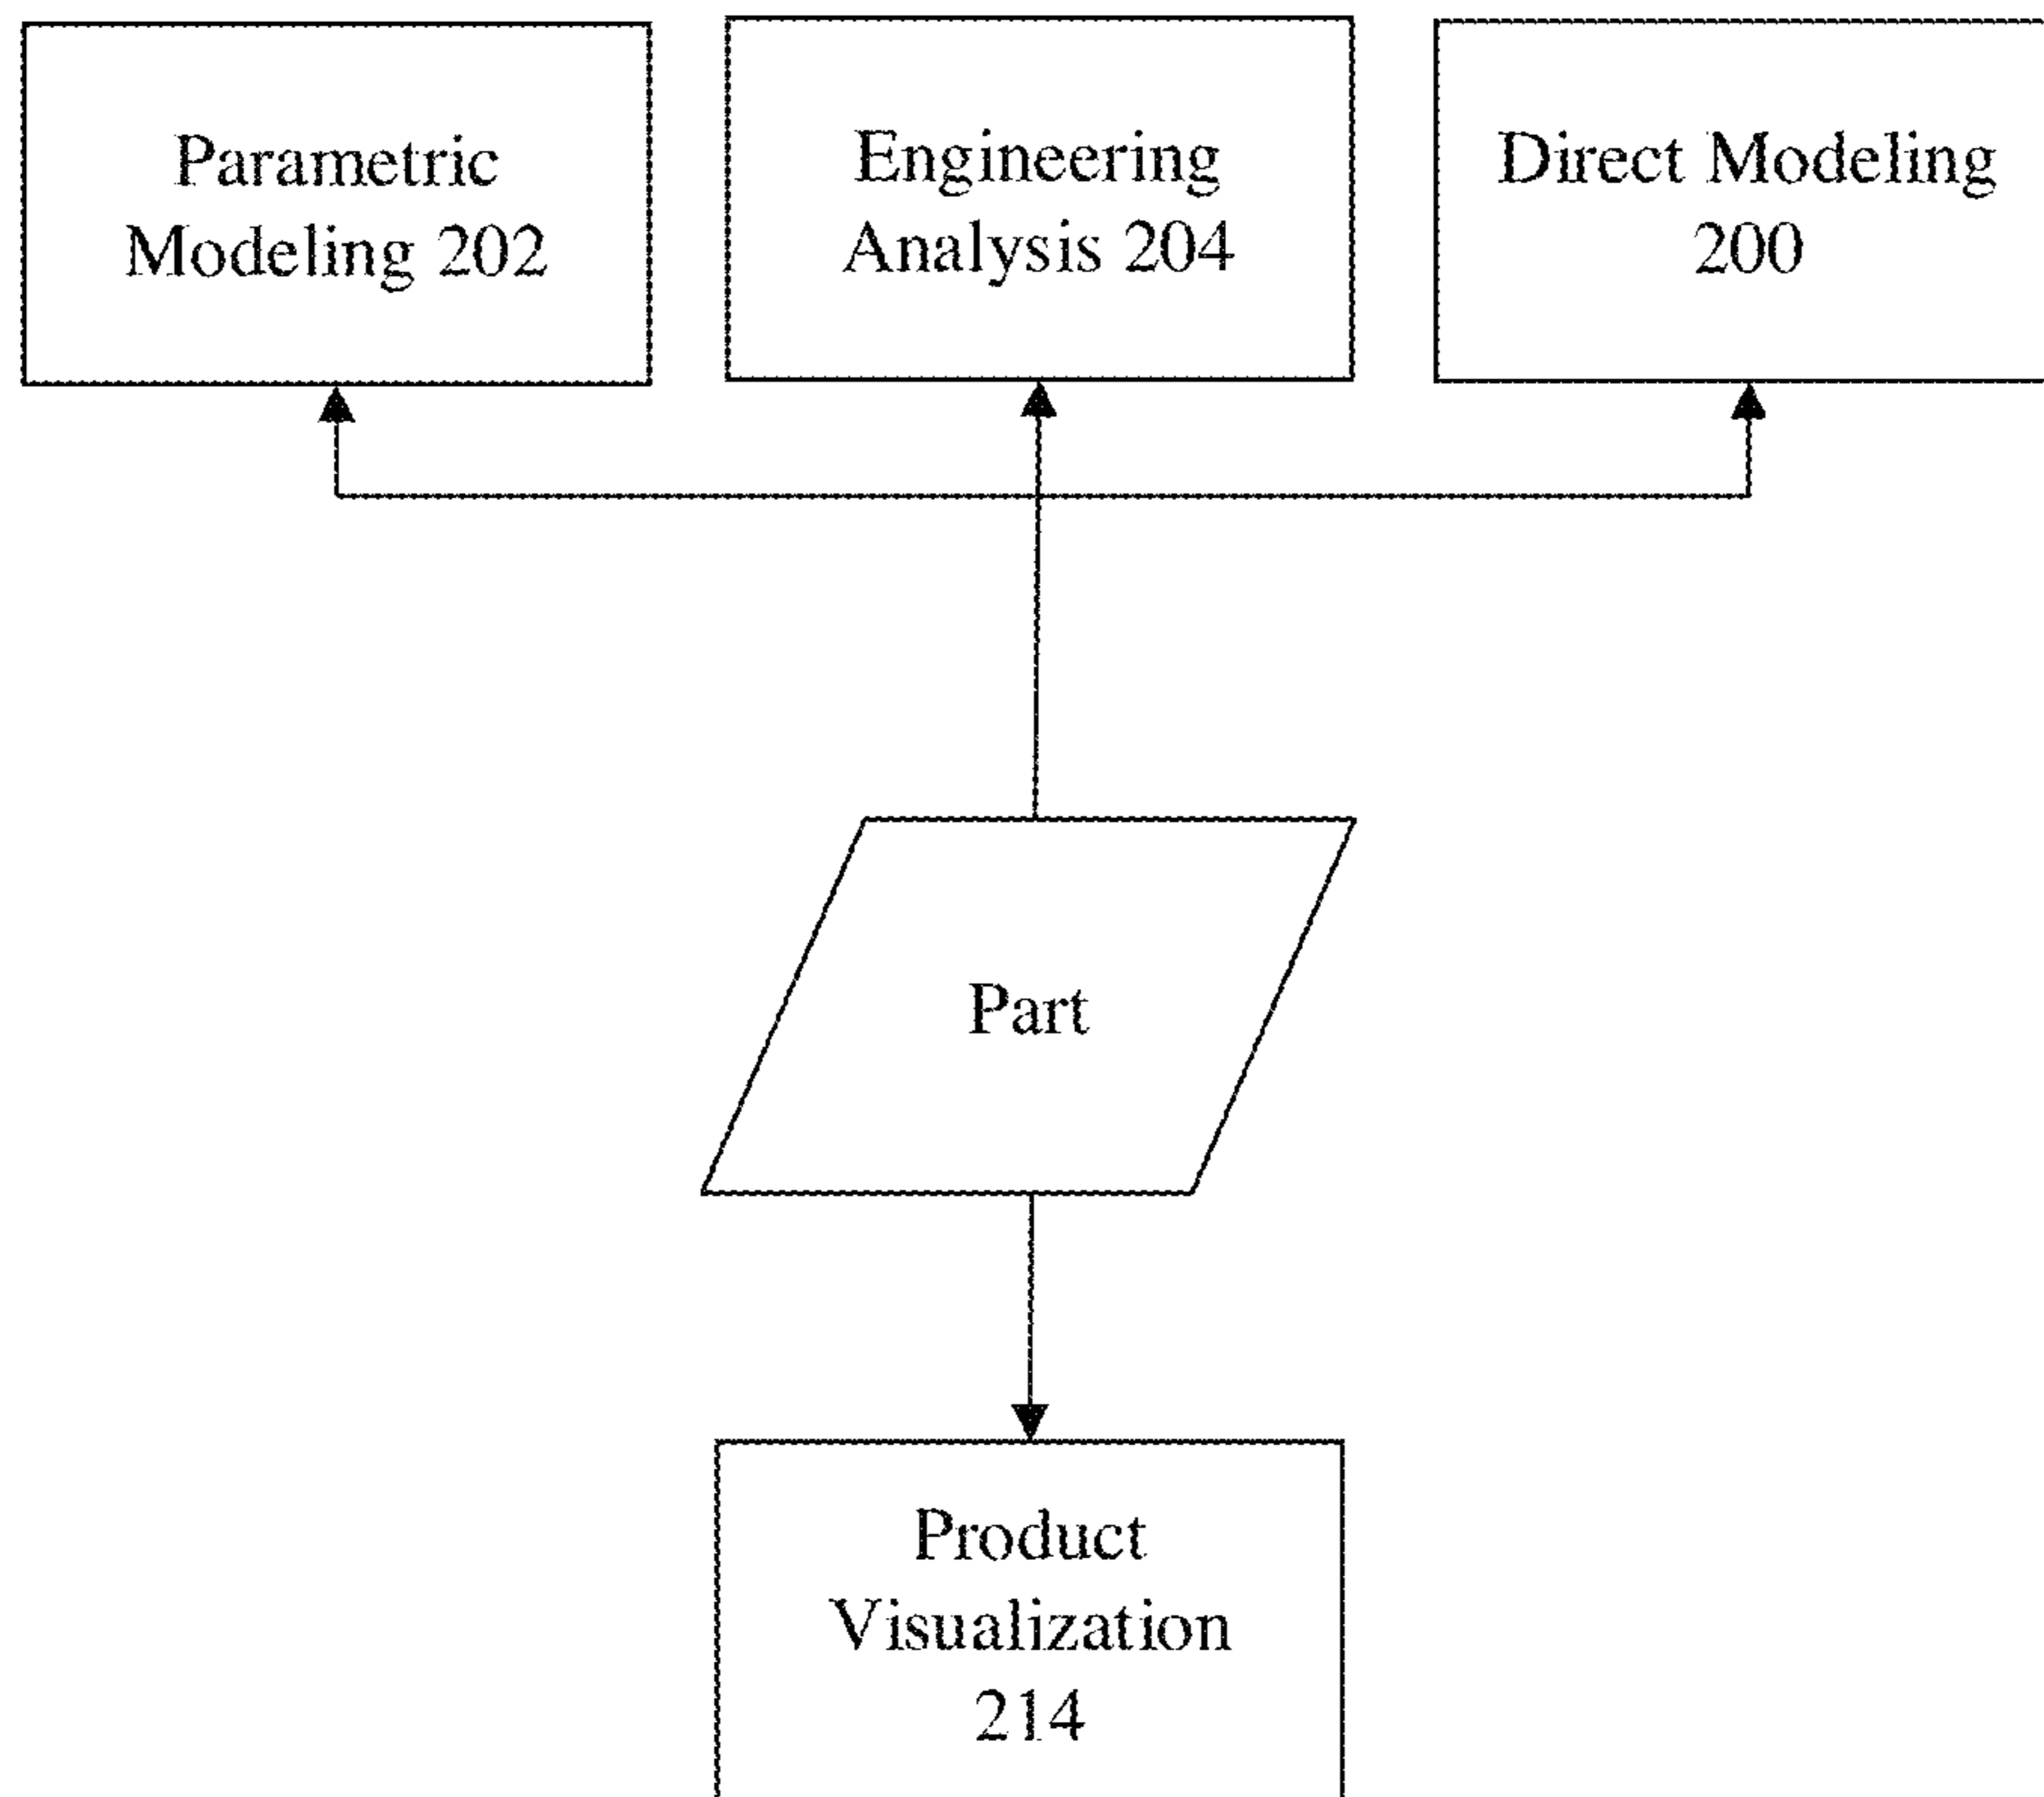 Parametric
Modeling 202
Engineering
Analysis 204
Direct Modeling
200
Part
Product
Visualization
214